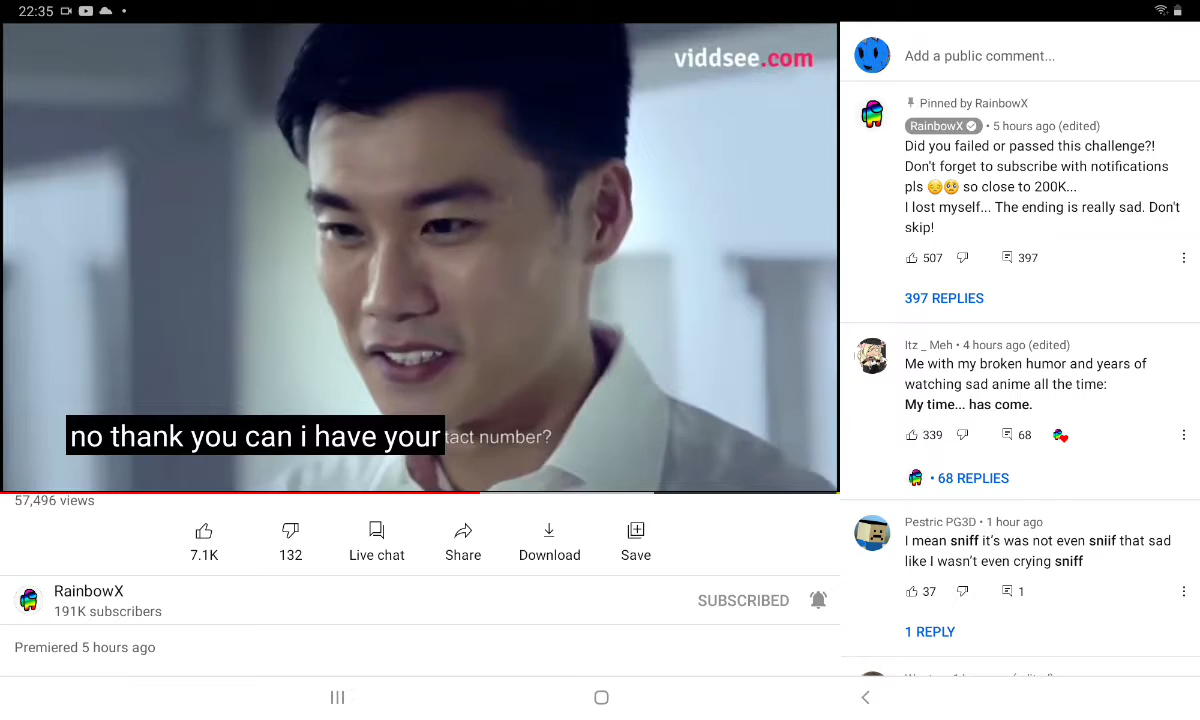 22:35
viddsee.com
no thank you can i have your
tact number?
57,496 views
7.1K
132
Live chat
Share
Download
Save
RainbowX
191K subscribers
SUBSCRIBED
Premiered 5 hours ago
Add a public comment...
Pinned by RainbowX
RainbowX • 5 hours ago (edited)
Did you failed or passed this challenge?!
Don't forget to subscribe with notifications
pls 😔🥺 so close to 200K...
I lost myself... The ending is really sad. Don't
skip!
507
397
397 REPLIES
Itz _ Meh • 4 hours ago (edited)
Me with my broken humor and years of
watching sad anime all the time:
My time... has come.
339
68
• 68 REPLIES
Pestric PG3D • 1 hour ago
I mean sniff it's was not even sniif that sad
like I wasn't even crying sniff
37
1
1 REPLY